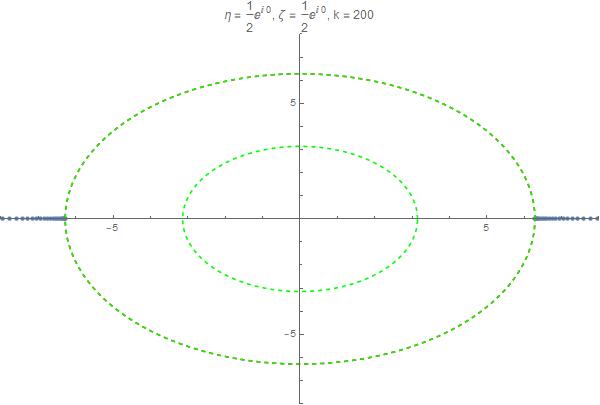 η = 1/2 e^{i 0}, ζ = 1/2 e^{i 0}, k = 200
5
-5
5
-5